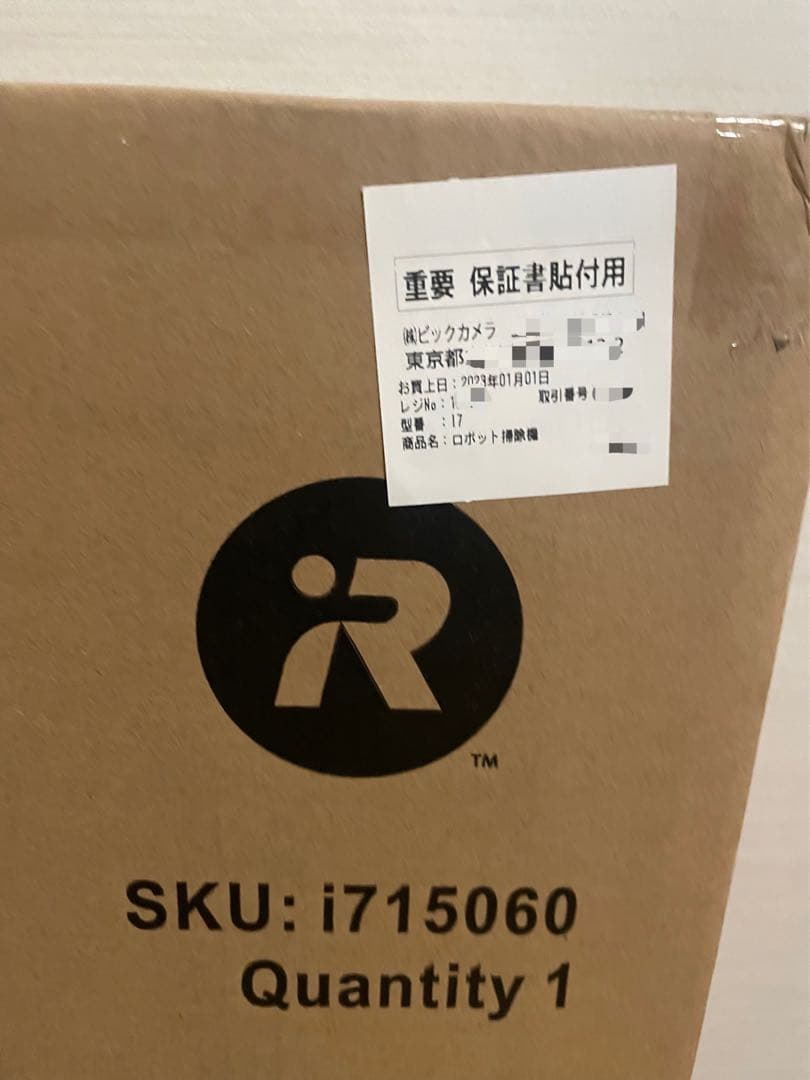 重要 保証書貼付用
㈱ビックカメラ
東京都
お買上日：2023年01月01日
レジNo：1
取引番号
型番　：I7
商品名：ロボット掃除機
iR
TM
SKU: i715060
Quantity 1